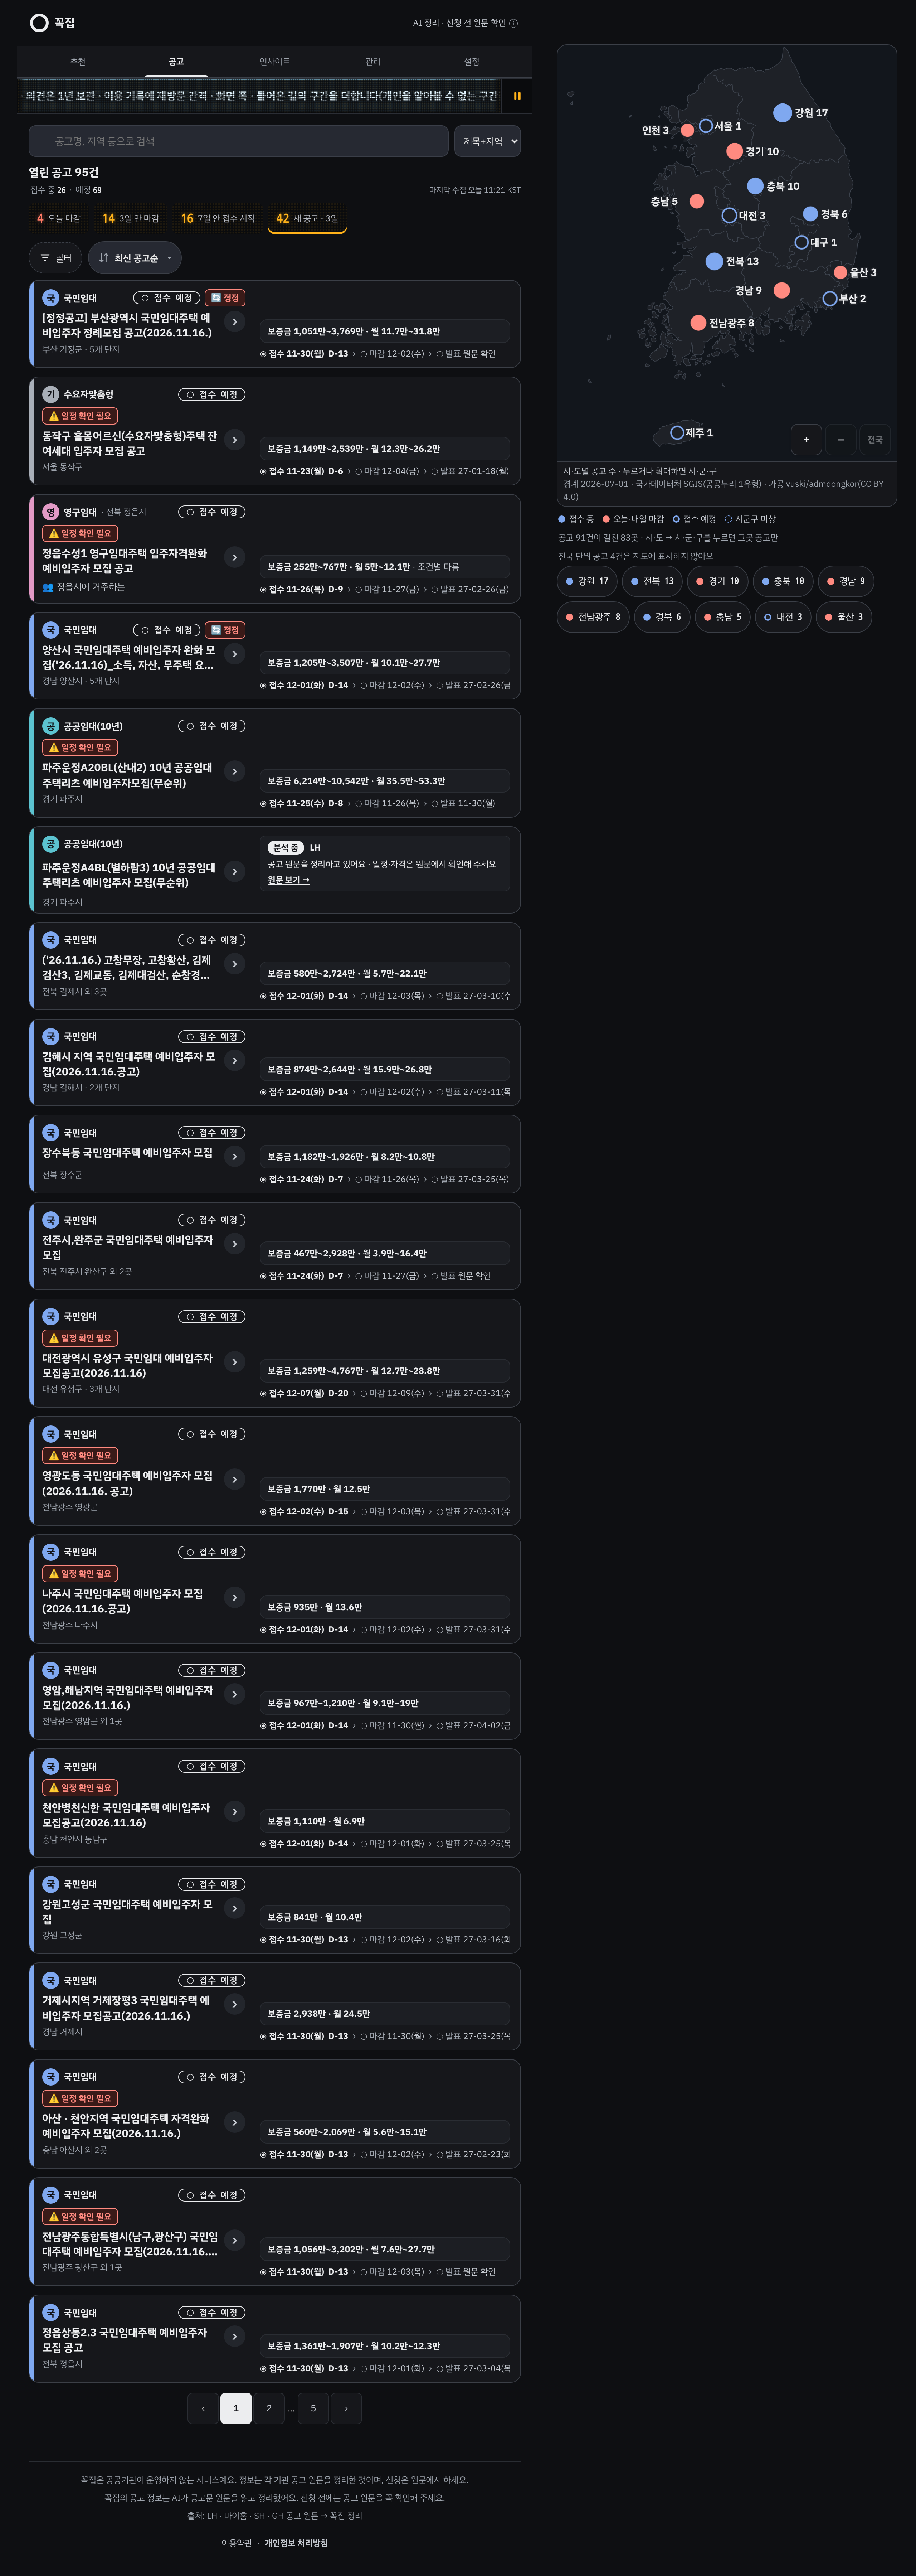 꼭집
AI 정리 · 신청 전 원문 확인 ⓘ
추천
공고
인사이트
관리
설정
· 의견은 1년 보관 · 이용 기록에 재방문 간격 · 화면 폭 · 들어온 길의 구간을 더합니다(개인을 알아볼 수 없는 구간
공고명, 지역 등으로 검색
제목+지역
열린 공고 95건
접수 중 26 · 예정 69
마지막 수집 오늘 11:21 KST
4 오늘 마감
14 3일 안 마감
16 7일 안 접수 시작
42 새 공고 · 3일
필터
최신 공고순
국 국민임대
○ 접수 예정
정정
[정정공고] 부산광역시 국민임대주택 예
비입주자 정례모집 공고(2026.11.16.)
부산 기장군 · 5개 단지
보증금 1,051만~3,769만 · 월 11.7만~31.8만
◉ 접수 11-30(월) D-13 › ○ 마감 12-02(수) › ○ 발표 원문 확인
기 수요자맞춤형
○ 접수 예정
⚠️ 일정 확인 필요
동작구 홀몸어르신(수요자맞춤형)주택 잔
여세대 입주자 모집 공고
서울 동작구
보증금 1,149만~2,539만 · 월 12.3만~26.2만
◉ 접수 11-23(월) D-6 › ○ 마감 12-04(금) › ○ 발표 27-01-18(월)
영 영구임대 · 전북 정읍시
○ 접수 예정
⚠️ 일정 확인 필요
정읍수성1 영구임대주택 입주자격완화
예비입주자 모집 공고
👥 정읍시에 거주하는
보증금 252만~767만 · 월 5만~12.1만 · 조건별 다름
◉ 접수 11-26(목) D-9 › ○ 마감 11-27(금) › ○ 발표 27-02-26(금)
국 국민임대
○ 접수 예정
정정
양산시 국민임대주택 예비입주자 완화 모
집('26.11.16)_소득, 자산, 무주택 요...
경남 양산시 · 5개 단지
보증금 1,205만~3,507만 · 월 10.1만~27.7만
◉ 접수 12-01(화) D-14 › ○ 마감 12-02(수) › ○ 발표 27-02-26(금
공 공공임대(10년)
○ 접수 예정
⚠️ 일정 확인 필요
파주운정A20BL(산내2) 10년 공공임대
주택리츠 예비입주자모집(무순위)
경기 파주시
보증금 6,214만~10,542만 · 월 35.5만~53.3만
◉ 접수 11-25(수) D-8 › ○ 마감 11-26(목) › ○ 발표 11-30(월)
공 공공임대(10년)
파주운정A4BL(별하람3) 10년 공공임대
주택리츠 예비입주자 모집(무순위)
경기 파주시
분석 중 LH
공고 원문을 정리하고 있어요 · 일정·자격은 원문에서 확인해 주세요
원문 보기 →
국 국민임대
○ 접수 예정
('26.11.16.) 고창무장, 고창황산, 김제
검산3, 김제교동, 김제대검산, 순창경...
전북 김제시 외 3곳
보증금 580만~2,724만 · 월 5.7만~22.1만
◉ 접수 12-01(화) D-14 › ○ 마감 12-03(목) › ○ 발표 27-03-10(수
국 국민임대
○ 접수 예정
김해시 지역 국민임대주택 예비입주자 모
집(2026.11.16.공고)
경남 김해시 · 2개 단지
보증금 874만~2,644만 · 월 15.9만~26.8만
◉ 접수 12-01(화) D-14 › ○ 마감 12-02(수) › ○ 발표 27-03-11(목
국 국민임대
○ 접수 예정
장수북동 국민임대주택 예비입주자 모집
전북 장수군
보증금 1,182만~1,926만 · 월 8.2만~10.8만
◉ 접수 11-24(화) D-7 › ○ 마감 11-26(목) › ○ 발표 27-03-25(목)
국 국민임대
○ 접수 예정
전주시,완주군 국민임대주택 예비입주자
모집
전북 전주시 완산구 외 2곳
보증금 467만~2,928만 · 월 3.9만~16.4만
◉ 접수 11-24(화) D-7 › ○ 마감 11-27(금) › ○ 발표 원문 확인
국 국민임대
○ 접수 예정
⚠️ 일정 확인 필요
대전광역시 유성구 국민임대 예비입주자
모집공고(2026.11.16)
대전 유성구 · 3개 단지
보증금 1,259만~4,767만 · 월 12.7만~28.8만
◉ 접수 12-07(월) D-20 › ○ 마감 12-09(수) › ○ 발표 27-03-31(수
국 국민임대
○ 접수 예정
⚠️ 일정 확인 필요
영광도동 국민임대주택 예비입주자 모집
(2026.11.16. 공고)
전남광주 영광군
보증금 1,770만 · 월 12.5만
◉ 접수 12-02(수) D-15 › ○ 마감 12-03(목) › ○ 발표 27-03-31(수
국 국민임대
○ 접수 예정
⚠️ 일정 확인 필요
나주시 국민임대주택 예비입주자 모집
(2026.11.16.공고)
전남광주 나주시
보증금 935만 · 월 13.6만
◉ 접수 12-01(화) D-14 › ○ 마감 12-02(수) › ○ 발표 27-03-31(수
국 국민임대
○ 접수 예정
영암,해남지역 국민임대주택 예비입주자
모집(2026.11.16.)
전남광주 영암군 외 1곳
보증금 967만~1,210만 · 월 9.1만~19만
◉ 접수 12-01(화) D-14 › ○ 마감 11-30(월) › ○ 발표 27-04-02(금
국 국민임대
○ 접수 예정
⚠️ 일정 확인 필요
천안병천신한 국민임대주택 예비입주자
모집공고(2026.11.16)
충남 천안시 동남구
보증금 1,110만 · 월 6.9만
◉ 접수 12-01(화) D-14 › ○ 마감 12-01(화) › ○ 발표 27-03-25(목
국 국민임대
○ 접수 예정
강원고성군 국민임대주택 예비입주자 모
집
강원 고성군
보증금 841만 · 월 10.4만
◉ 접수 11-30(월) D-13 › ○ 마감 12-02(수) › ○ 발표 27-03-16(화
국 국민임대
○ 접수 예정
거제시지역 거제장평3 국민임대주택 예
비입주자 모집공고(2026.11.16.)
경남 거제시
보증금 2,938만 · 월 24.5만
◉ 접수 11-30(월) D-13 › ○ 마감 11-30(월) › ○ 발표 27-03-25(목
국 국민임대
○ 접수 예정
⚠️ 일정 확인 필요
아산 · 천안지역 국민임대주택 자격완화
예비입주자 모집(2026.11.16.)
충남 아산시 외 2곳
보증금 560만~2,069만 · 월 5.6만~15.1만
◉ 접수 11-30(월) D-13 › ○ 마감 12-02(수) › ○ 발표 27-02-23(화
국 국민임대
○ 접수 예정
⚠️ 일정 확인 필요
전남광주통합특별시(남구,광산구) 국민임
대주택 예비입주자 모집(2026.11.16....
전남광주 광산구 외 1곳
보증금 1,056만~3,202만 · 월 7.6만~27.7만
◉ 접수 11-30(월) D-13 › ○ 마감 12-03(목) › ○ 발표 원문 확인
국 국민임대
○ 접수 예정
정읍상동2.3 국민임대주택 예비입주자
모집 공고
전북 정읍시
보증금 1,361만~1,907만 · 월 10.2만~12.3만
◉ 접수 11-30(월) D-13 › ○ 마감 12-01(화) › ○ 발표 27-03-04(목
‹ 1 2 ... 5 ›
꼭집은 공공기관이 운영하지 않는 서비스예요. 정보는 각 기관 공고 원문을 정리한 것이며, 신청은 원문에서 하세요.
꼭집의 공고 정보는 AI가 공고문 원문을 읽고 정리했어요. 신청 전에는 공고 원문을 꼭 확인해 주세요.
출처: LH · 마이홈 · SH · GH 공고 원문 → 꼭집 정리
이용약관 · 개인정보 처리방침
강원 17
인천 3
서울 1
경기 10
충북 10
충남 5
대전 3
경북 6
대구 1
전북 13
울산 3
경남 9
부산 2
전남광주 8
제주 1
+
−
전국
시·도별 공고 수 · 누르거나 확대하면 시·군·구
경계 2026-07-01 · 국가데이터처 SGIS(공공누리 1유형) · 가공 vuski/admdongkor(CC BY
4.0)
접수 중
오늘·내일 마감
접수 예정
시군구 미상
공고 91건이 걸친 83곳 · 시·도 → 시·군·구를 누르면 그곳 공고만
전국 단위 공고 4건은 지도에 표시하지 않아요
강원 17
전북 13
경기 10
충북 10
경남 9
전남광주 8
경북 6
충남 5
대전 3
울산 3